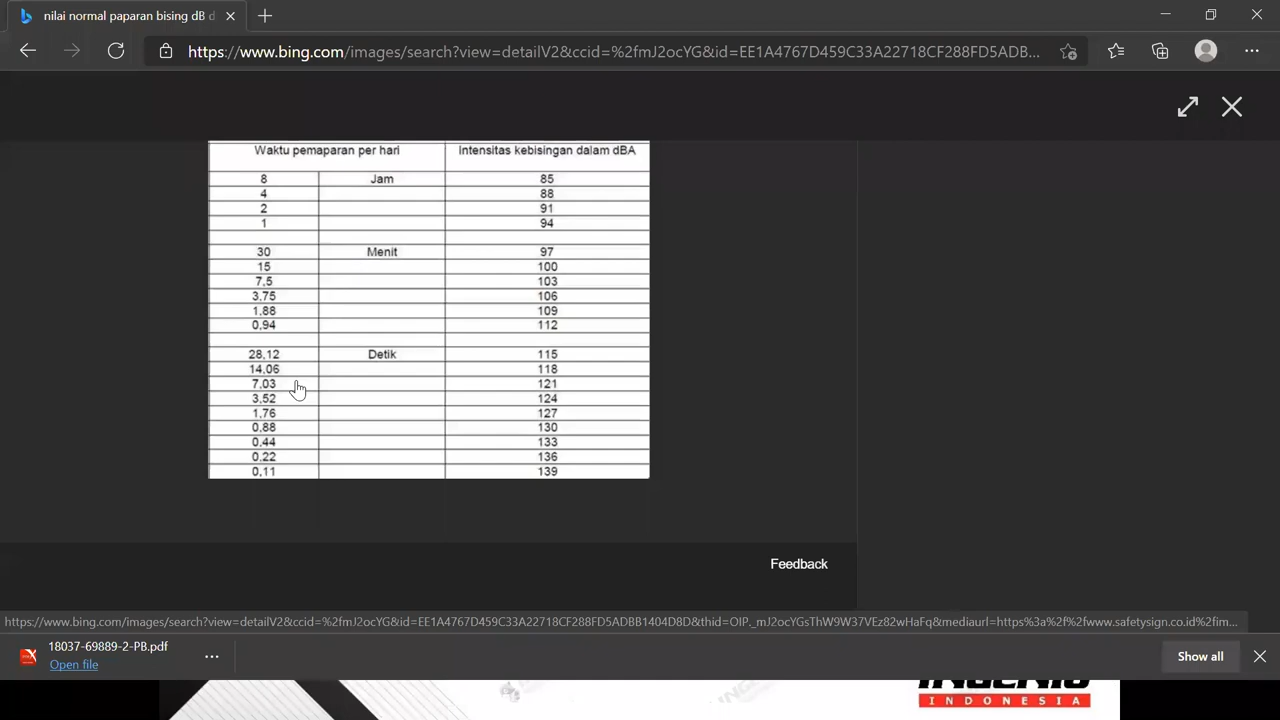 nilai normal paparan bising dB d
https://www.bing.com/images/search?view=detailV2&ccid=%2fmJ2ocYG&id=EE1A4767D459C33A22718CF288FD5ADB...
Waktu pemaparan per hari Intensitas kebisingan dalam dBA
8 Jam 85
4 88
2 91
1 94
30 Menit 97
15 100
7,5 103
3,75 106
1,88 109
0,94 112
28,12 Detik 115
14,06 118
7,03 121
3,52 124
1,76 127
0,88 130
0,44 133
0,22 136
0,11 139
Feedback
https://www.bing.com/images/search?view=detailV2&ccid=%2fmJ2ocYG&id=EE1A4767D459C33A22718CF288FD5ADBB1404D8D&thid=OIP._mJ2ocYGsThW9W37VEz82wHaFq&mediaurl=https%3a%2f%2fwww.safetysign.co.id%2fim...
18037-69889-2-PB.pdf
Open file
Show all
INGENIO
INDONESIA